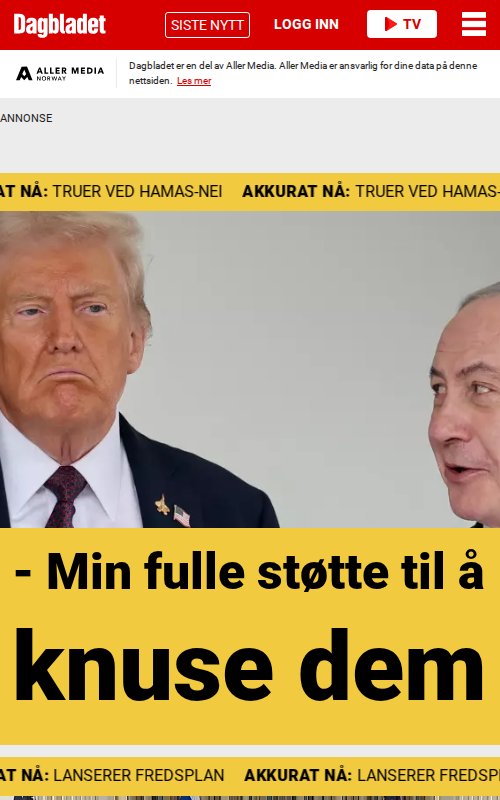 Dagbladet
SISTE NYTT
LOGG INN
TV
ALLER MEDIA
NORWAY
Dagbladet er en del av Aller Media. Aller Media er ansvarlig for dine data på denne
nettsiden. Les mer
ANNONSE
AT NÅ: TRUER VED HAMAS-NEI AKKURAT NÅ: TRUER VED HAMAS-
- Min fulle støtte til å
knuse dem
AT NÅ: LANSERER FREDSPLAN AKKURAT NÅ: LANSERER FREDSPL